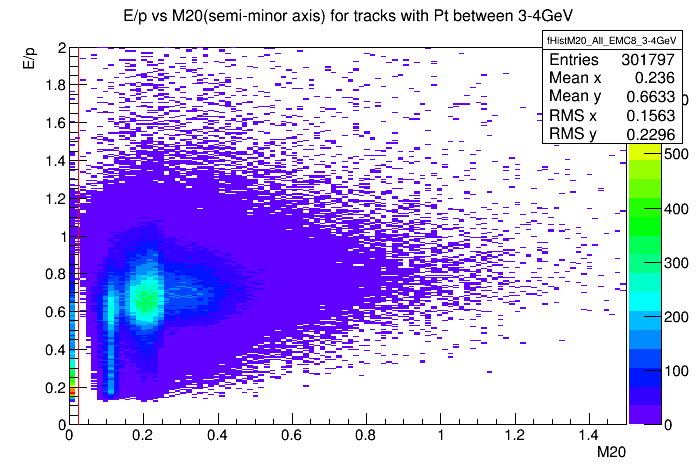 E/p vs M20(semi-minor axis) for tracks with Pt between 3-4GeV
fHistM20_All_EMC8_3-4GeV
Entries 301797
Mean x 0.236
Mean y 0.6633
RMS x 0.1563
RMS y 0.2296
E/p
2
1.8
1.6
1.4
1.2
1
0.8
0.6
0.4
0.2
0
0 0.2 0.4 0.6 0.8 1 1.2 1.4
M20
0
500
400
300
200
100
0